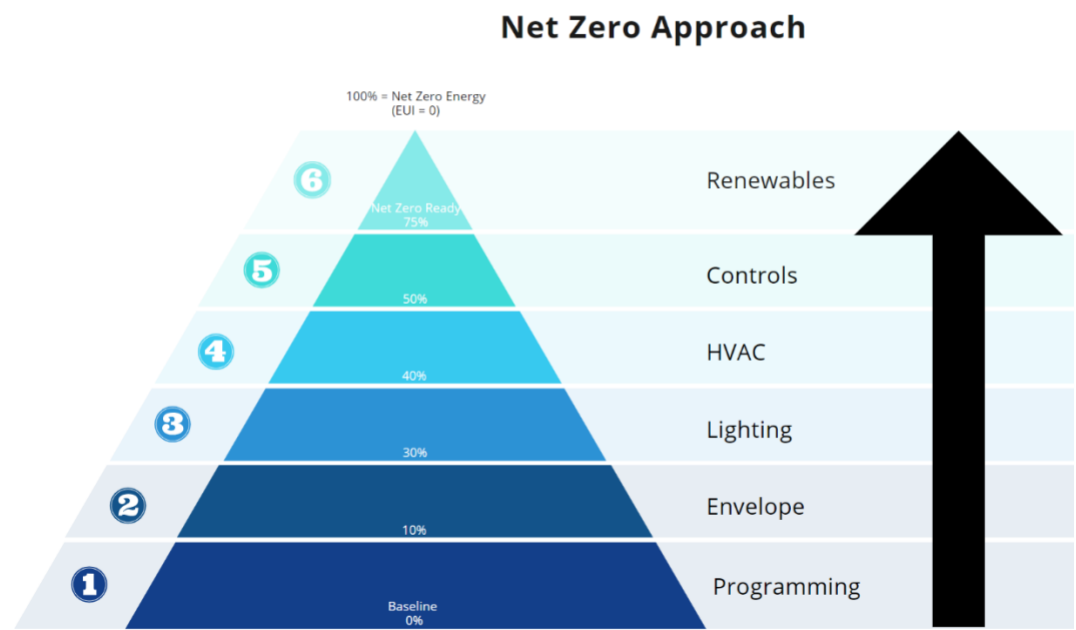 Net Zero Approach
100% = Net Zero Energy
(EUI = 0)
6
Net Zero Ready
75%
Renewables
5
50%
Controls
4
40%
HVAC
3
30%
Lighting
2
10%
Envelope
1
Baseline
0%
Programming